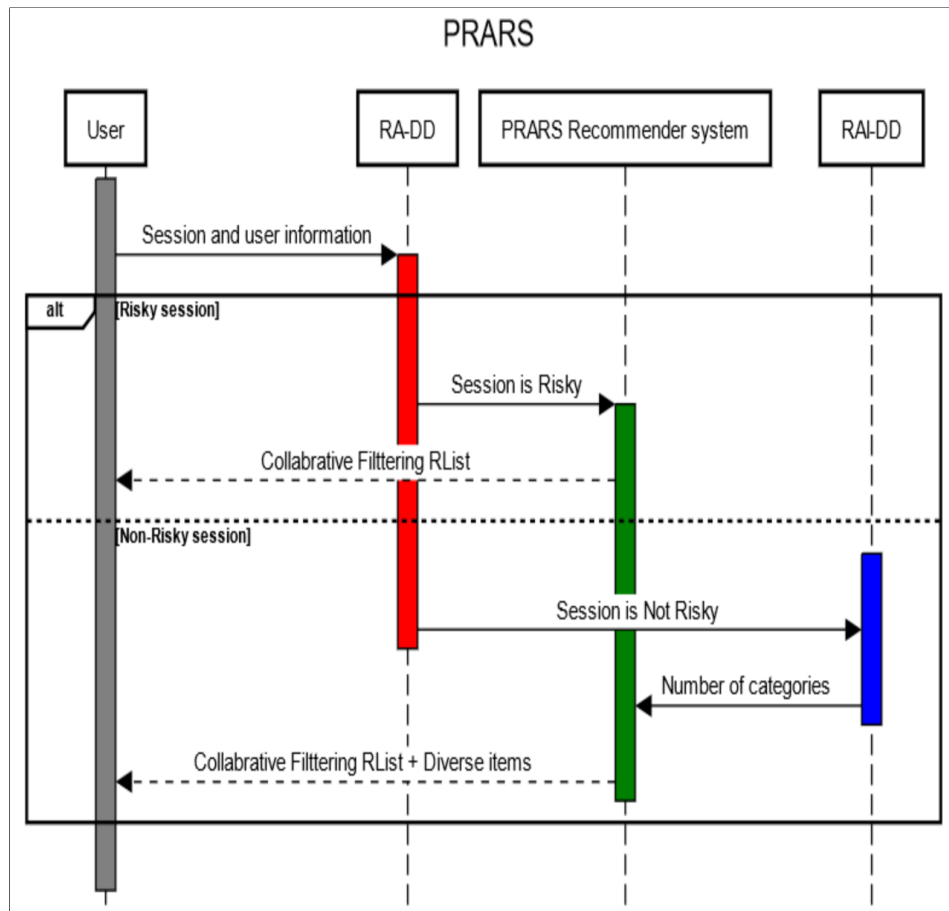 PRARS
User
RA-DD
PRARS Recommender system
RAI-DD
Session and user information
alt
[Risky session]
Session is Risky
Collabrative Filttering RList
[Non-Risky session]
Session is Not Risky
Number of categories
Collabrative Filttering RList + Diverse items